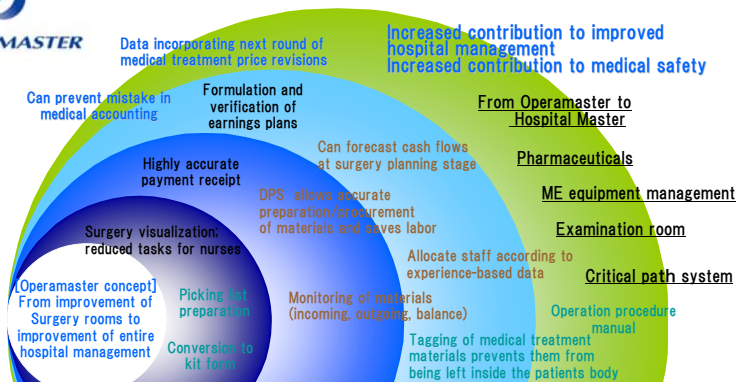 MASTER
Data incorporating next round of
medical treatment price revisions
Increased contribution to improved
hospital management
Increased contribution to medical safety
Can prevent mistake in
medical accounting
Formulation and
verification of
earnings plans
From Operamaster to
Hospital Master
Can forecast cash flows
at surgery planning stage
Pharmaceuticals
Highly accurate
payment receipt
DPS allows accurate
preparation/procurement
of materials and saves labor
ME equipment management
Surgery visualization;
reduced tasks for nurses
Examination room
Allocate staff according to
experience-based data
Critical path system
[Operamaster concept]
From improvement of
Surgery rooms to
improvement of entire
hospital management
Picking list
preparation
Monitoring of materials
(incoming, outgoing, balance)
Operation procedure
manual
Conversion to
kit form
Tagging of medical treatment
materials prevents them from
being left inside the patients body